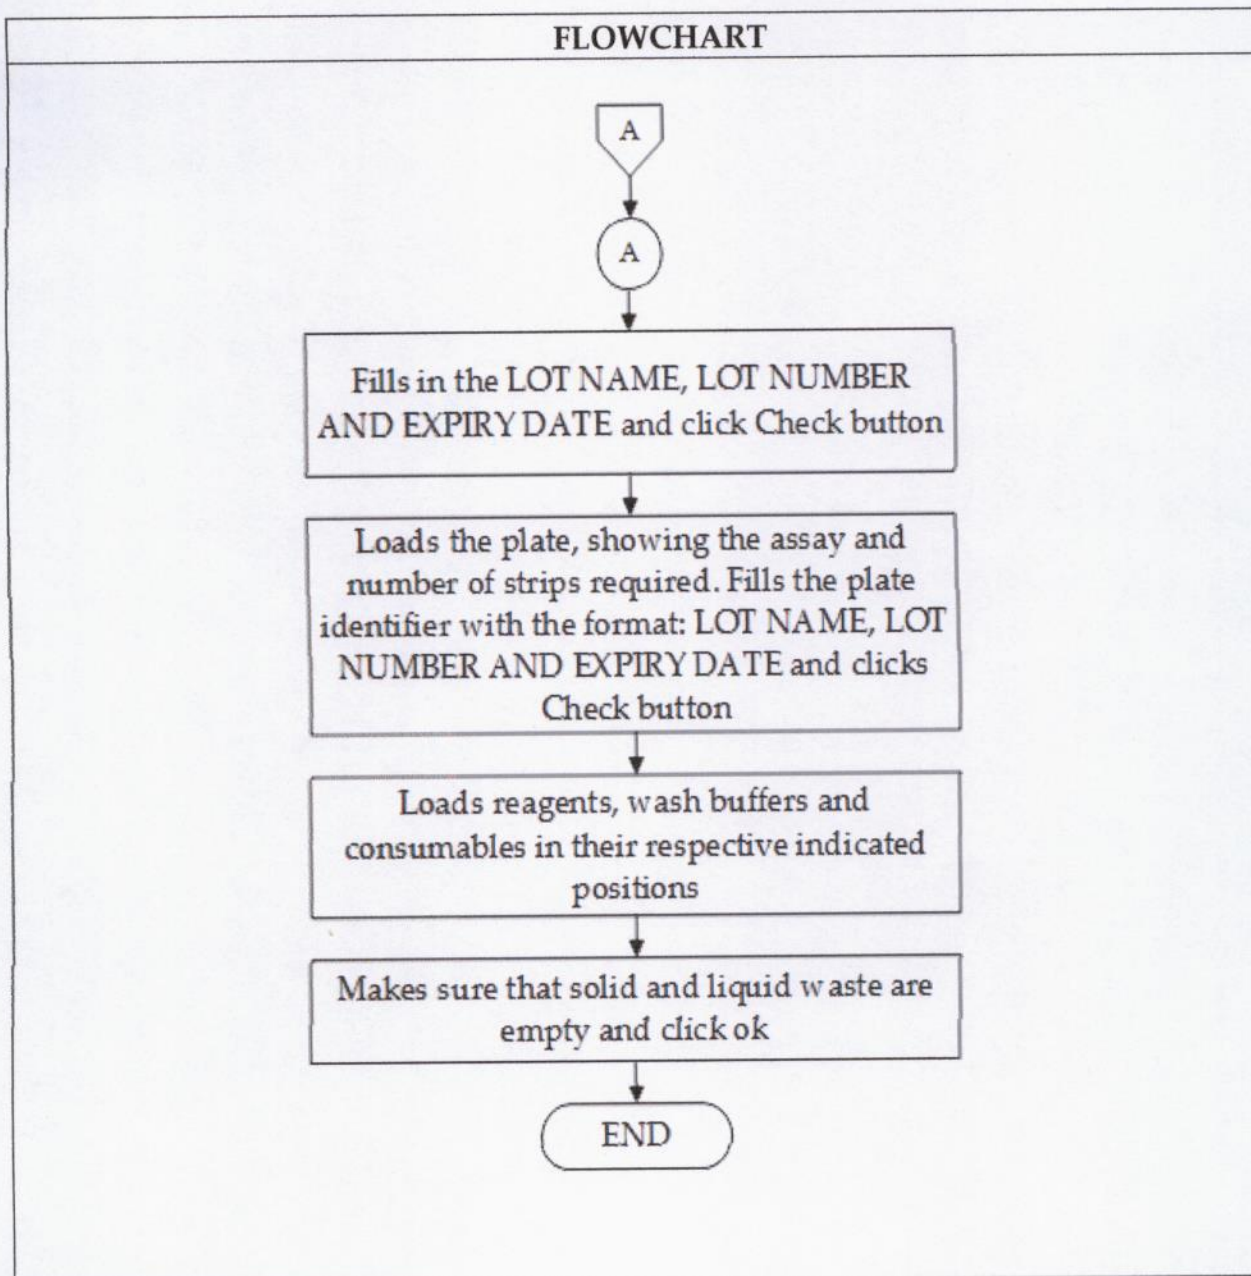 FLOWCHART
A
A
Fills in the LOT NAME, LOT NUMBER
AND EXPIRY DATE and click Check button
Loads the plate, showing the assay and
number of strips required. Fills the plate
identifier with the format: LOT NAME, LOT
NUMBER AND EXPIRY DATE and clicks
Check button
Loads reagents, wash buffers and
consumables in their respective indicated
positions
Makes sure that solid and liquid waste are
empty and click ok
END